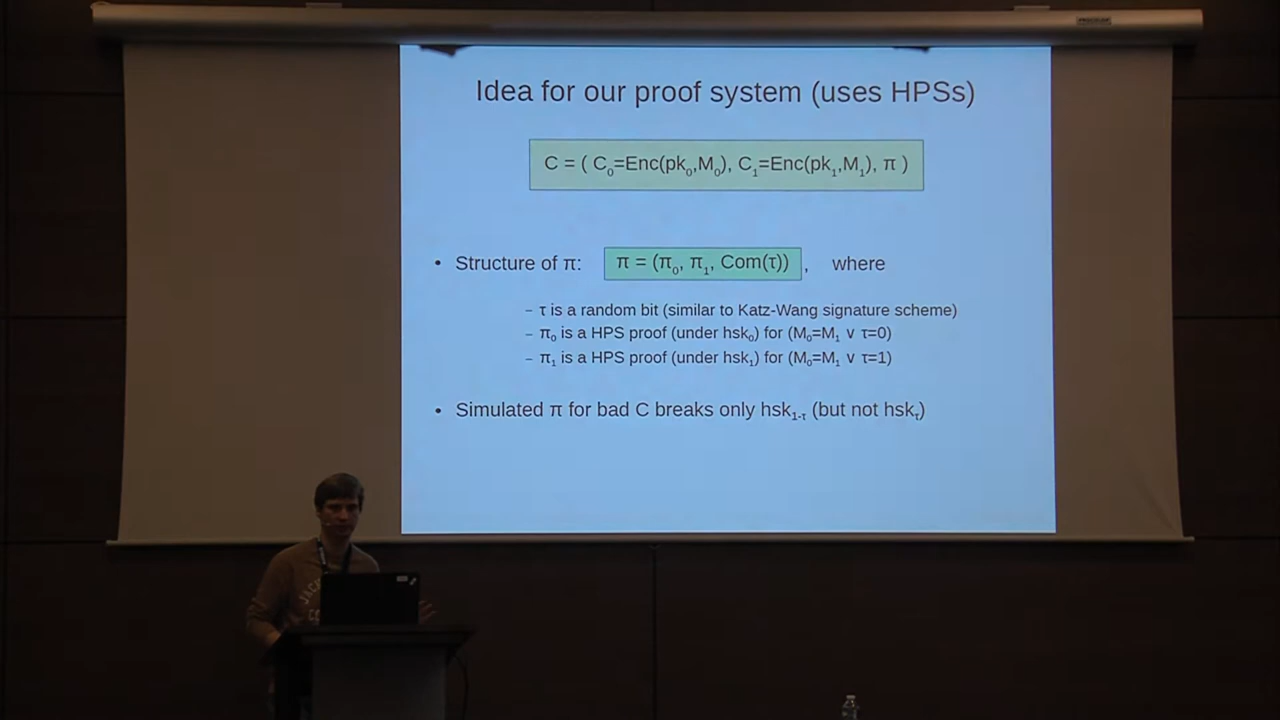 Idea for our proof system (uses HPSs)
C = ( C₀=Enc(pk₀,M₀), C₁=Enc(pk₁,M₁), π )
• Structure of π: π = (π₀, π₁, Com(τ)) , where
– τ is a random bit (similar to Katz-Wang signature scheme)
– π₀ is a HPS proof (under hsk₀) for (M₀=M₁ ∨ τ=0)
– π₁ is a HPS proof (under hsk₁) for (M₀=M₁ ∨ τ=1)
• Simulated π for bad C breaks only hsk₁₋τ (but not hskτ)